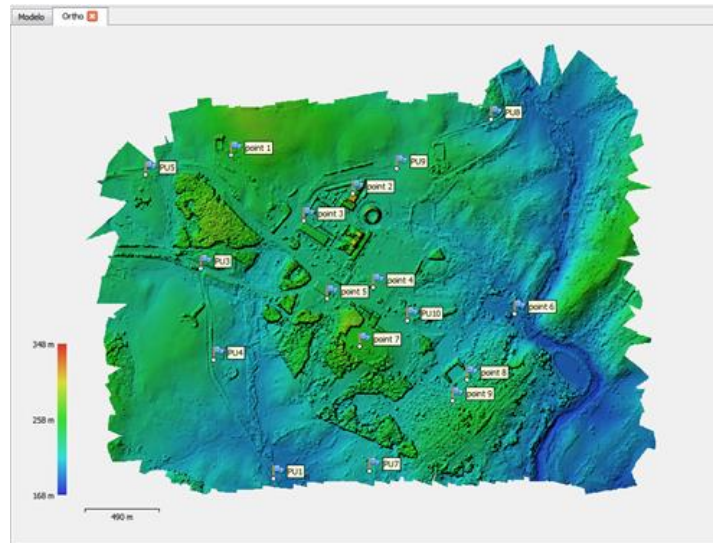 Modelo
Ortho
PU8
point 1
PU9
PU5
point 2
point 3
PU3
point 4
point 5
point 6
PU10
point 7
348 m
PU4
point 8
point 9
258 m
PU7
PU1
168 m
490 m